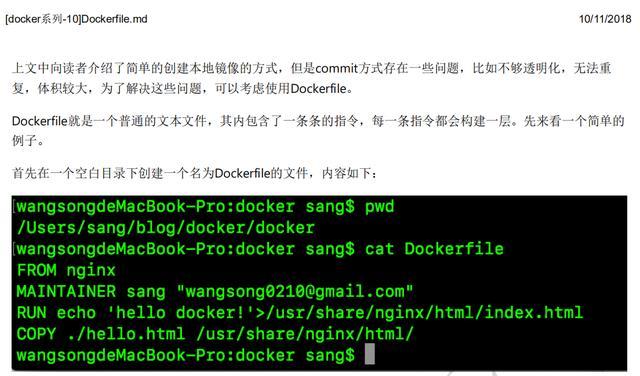 [docker系列-10]Dockerfile.md 10/11/2018
上文中向读者介绍了简单的创建本地镜像的方式，但是commit方式存在一些问题，比如不够透明化，无法重
复，体积较大，为了解决这些问题，可以考虑使用Dockerfile。
Dockerfile就是一个普通的文本文件，其内包含了一条条的指令，每一条指令都会构建一层。先来看一个简单的
例子。
首先在一个空白目录下创建一个名为Dockerfile的文件，内容如下：
[wangsongdeMacBook-Pro:docker sang$ pwd
/Users/sang/blog/docker/docker
[wangsongdeMacBook-Pro:docker sang$ cat Dockerfile
FROM nginx
MAINTAINER sang "wangsong0210@gmail.com"
RUN echo 'hello docker!'>/usr/share/nginx/html/index.html
COPY ./hello.html /usr/share/nginx/html/
wangsongdeMacBook-Pro:docker sang$